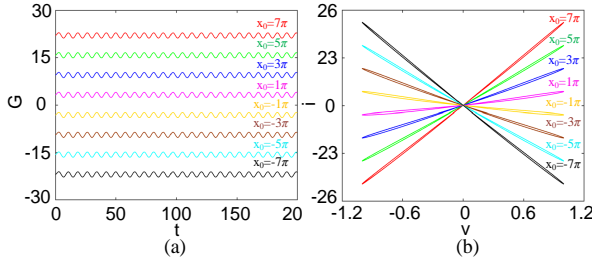 30
15
0
-15
-30
G
0
50
100
150
200
t
(a)
x₀=7π
x₀=5π
x₀=3π
x₀=1π
x₀=-1π
x₀=-3π
x₀=-5π
x₀=-7π
26
13
0
-23
-26
i
-1.2
-0.6
0
0.6
1.2
v
(b)
x₀=7π
x₀=5π
x₀=3π
x₀=1π
x₀=-1π
x₀=-3π
x₀=-5π
x₀=-7π